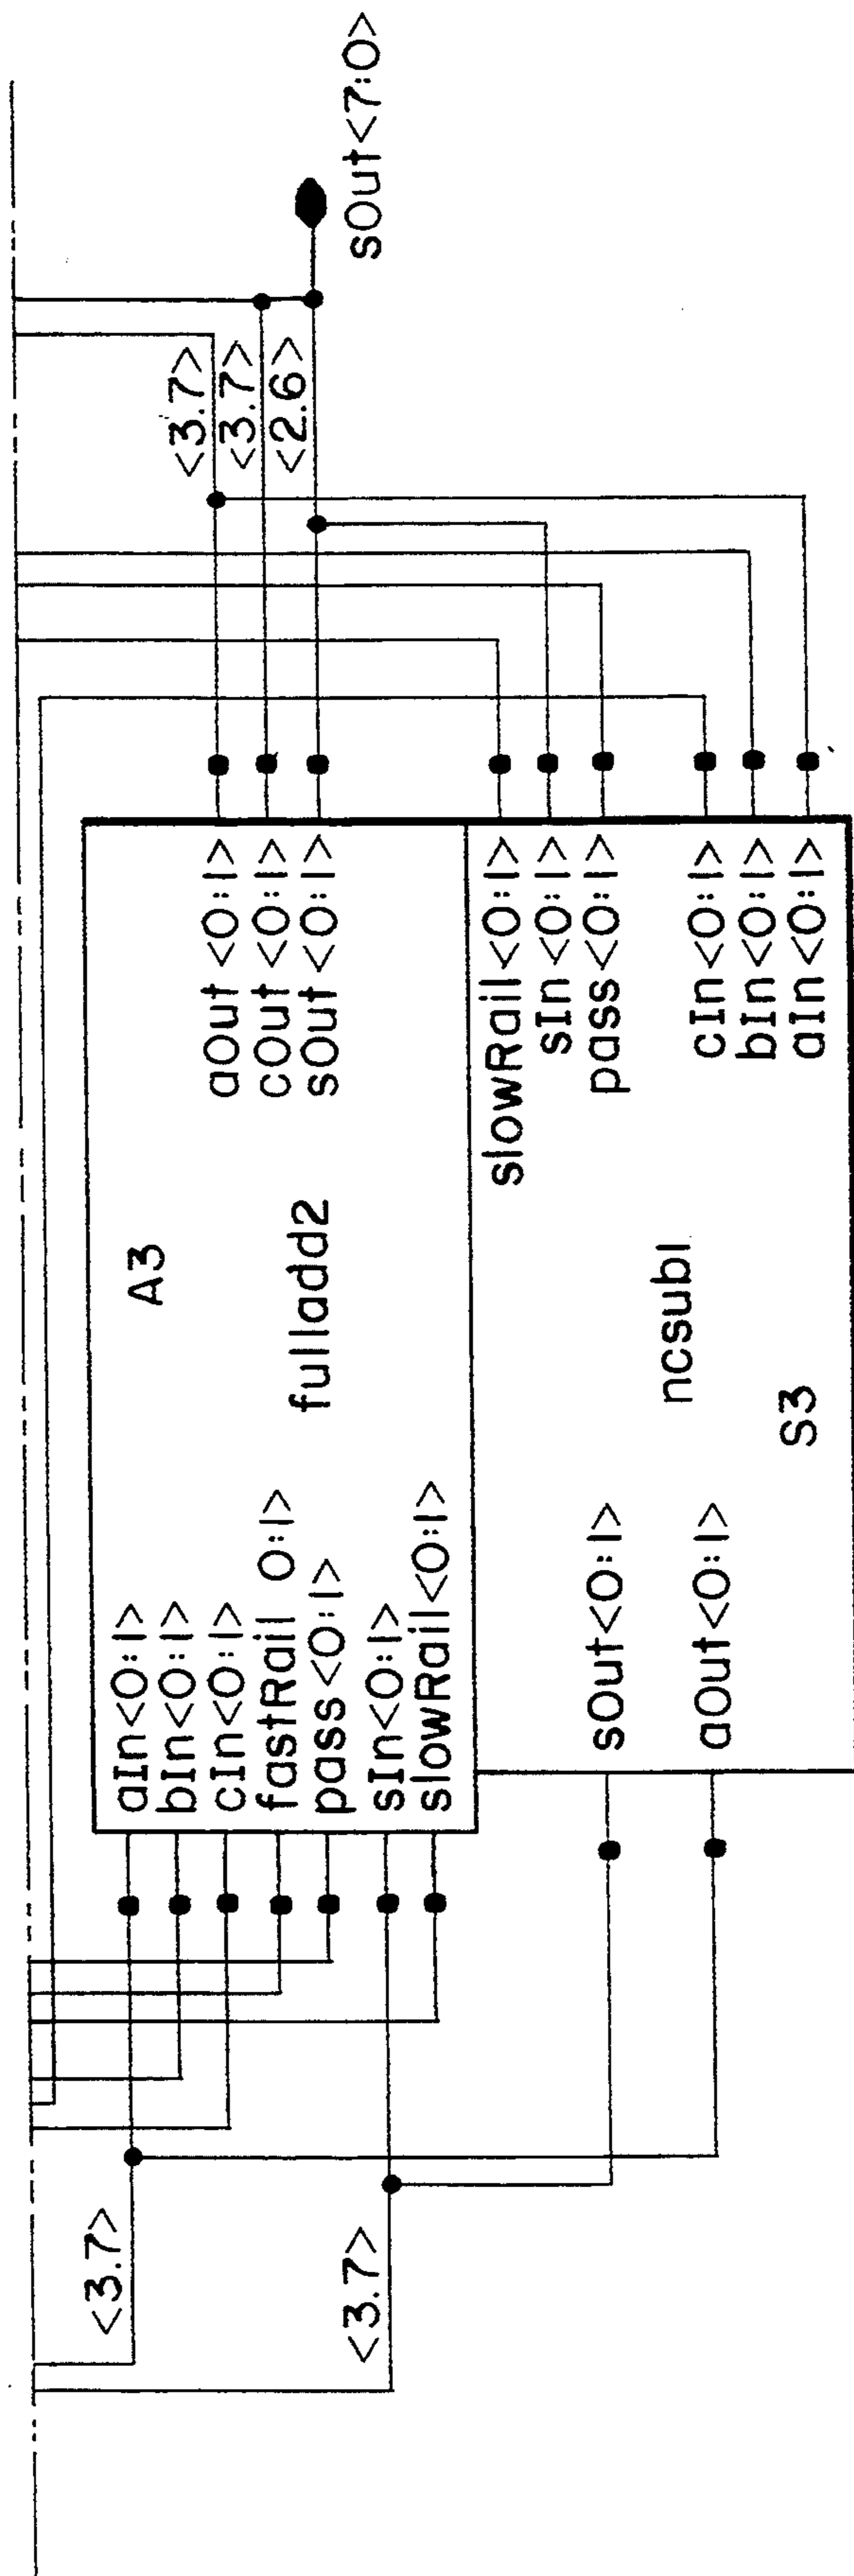 <3.7>
<3.7>
aIn<0:1>
bIn<0:1>
cIn<0:1>
fastRail 0:1>
pass<0:1>
sIn<0:1>
slowRail<0:1>
A3
fulladd2
aOut<0:1>
cOut<0:1>
sOut<0:1>
<3.7>
<3.7>
<2.6>
sOut<7:0>
sOut<0:1>
aOut<0:1>
ncsub1
S3
slowRail<0:1>
sIn<0:1>
pass<0:1>
cIn<0:1>
bIn<0:1>
aIn<0:1>